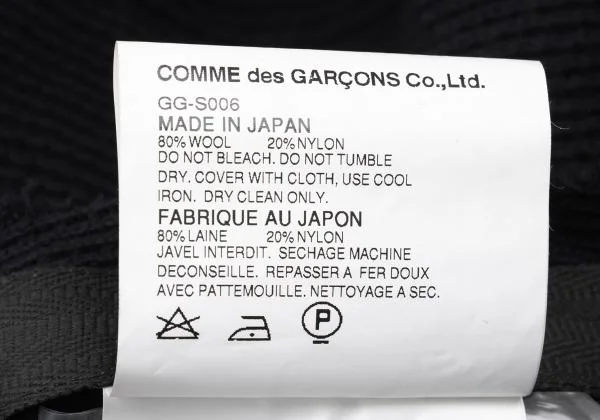 COMME des GARÇONS Co.,Ltd.
GG-S006
MADE IN JAPAN
80% WOOL 20% NYLON
DO NOT BLEACH. DO NOT TUMBLE
DRY. COVER WITH CLOTH, USE COOL
IRON. DRY CLEAN ONLY.
FABRIQUE AU JAPON
80% LAINE 20% NYLON
JAVEL INTERDIT. SECHAGE MACHINE
DECONSEILLE. REPASSER A FER DOUX
AVEC PATTEMOUILLE. NETTOYAGE A SEC.
P